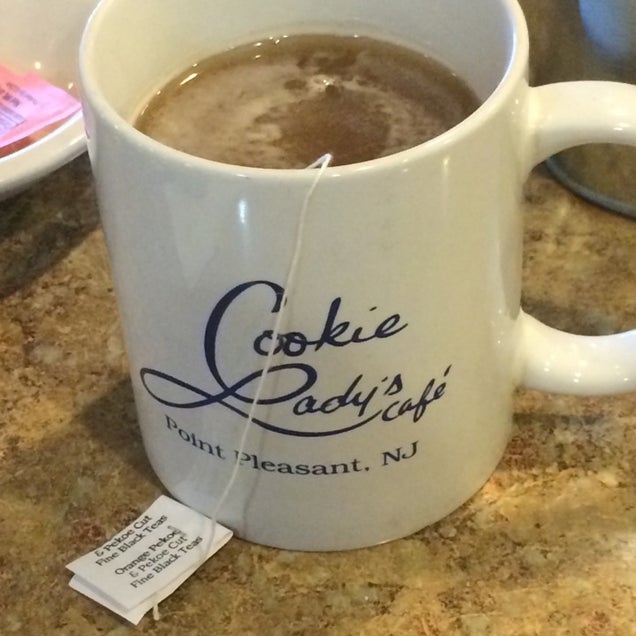 Cookie
Lady's café
Point Pleasant, NJ
& Pekoe Cut
Fine Black Teas
Orange Pekoe
& Pekoe Cut
Fine Black Teas